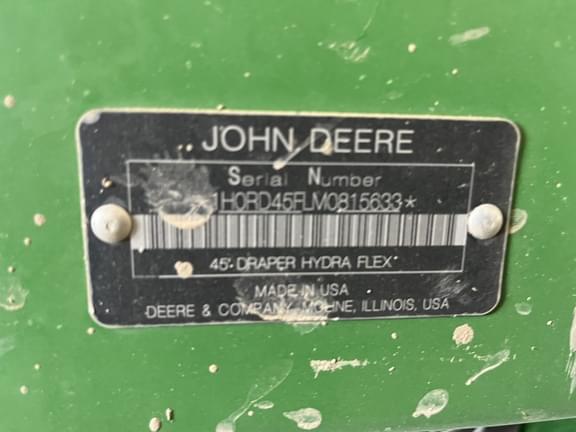 JOHN DEERE
Serial Number
1H0RD45FLM0815633*
45' DRAPER HYDRA FLEX
MADE IN USA
DEERE & COMPANY MOLINE, ILLINOIS, USA